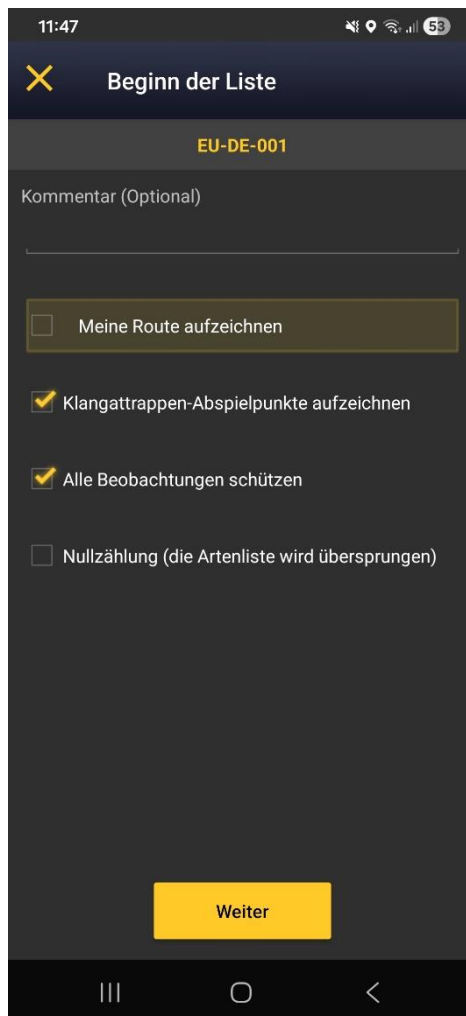 11:47
53
Beginn der Liste
EU-DE-001
Kommentar (Optional)
Meine Route aufzeichnen
Klangattrappen-Abspielpunkte aufzeichnen
Alle Beobachtungen schützen
Nullzählung (die Artenliste wird übersprungen)
Weiter